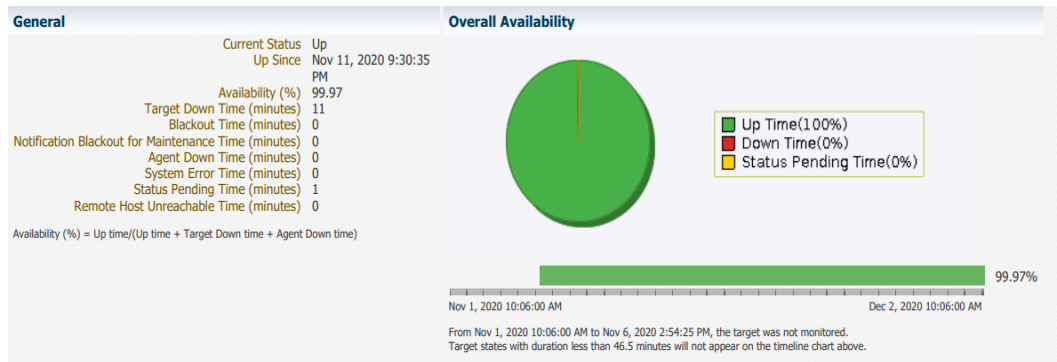 General
Current Status Up
Up Since Nov 11, 2020 9:30:35
PM
Availability (%) 99.97
Target Down Time (minutes) 11
Blackout Time (minutes) 0
Notification Blackout for Maintenance Time (minutes) 0
Agent Down Time (minutes) 0
System Error Time (minutes) 0
Status Pending Time (minutes) 1
Remote Host Unreachable Time (minutes) 0
Availability (%) = Up time/(Up time + Target Down time + Agent Down time)
Overall Availability
Up Time(100%)
Down Time(0%)
Status Pending Time(0%)
99.97%
Nov 1, 2020 10:06:00 AM Dec 2, 2020 10:06:00 AM
From Nov 1, 2020 10:06:00 AM to Nov 6, 2020 2:54:25 PM, the target was not monitored.
Target states with duration less than 46.5 minutes will not appear on the timeline chart above.